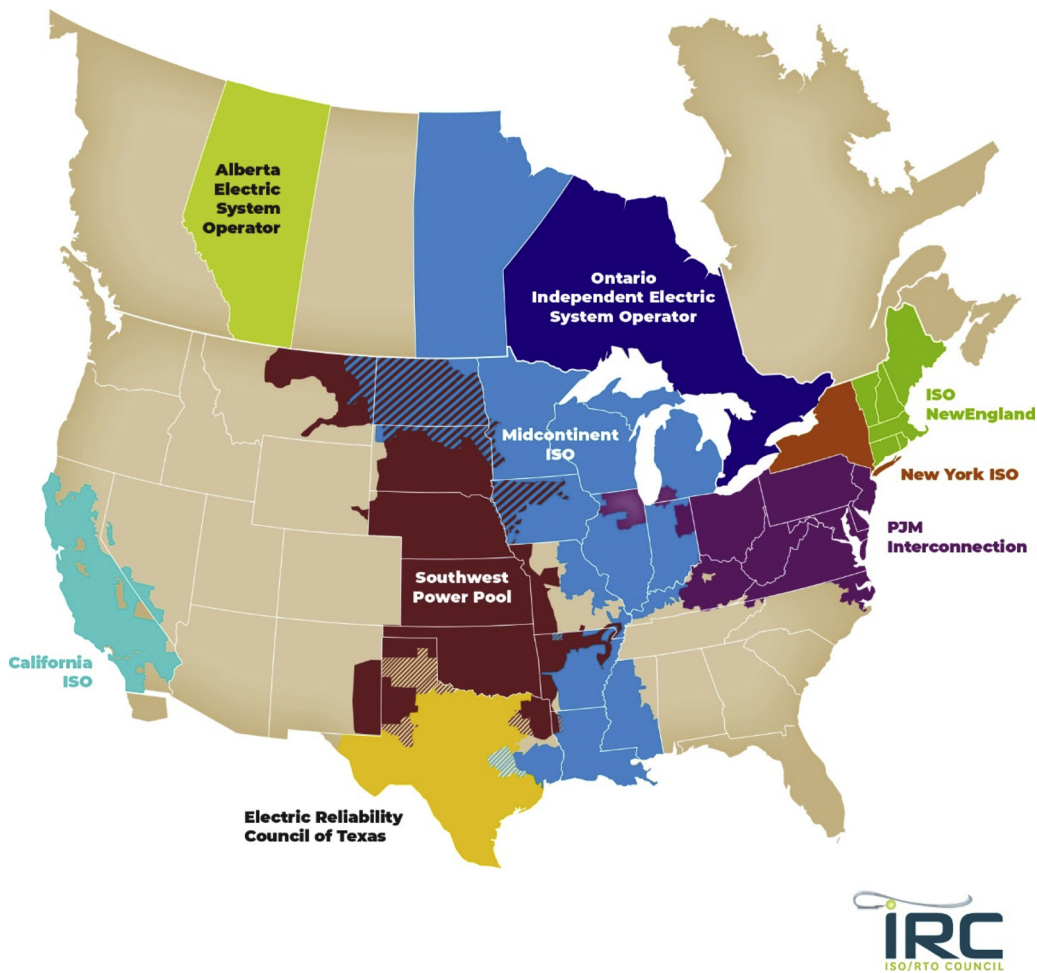 Alberta
Electric
System
Operator
Ontario
Independent Electric
System Operator
Midcontinent
ISO
ISO
NewEngland
New York ISO
PJM
Interconnection
Southwest
Power Pool
California
ISO
Electric Reliability
Council of Texas
IRC
ISO/RTO COUNCIL